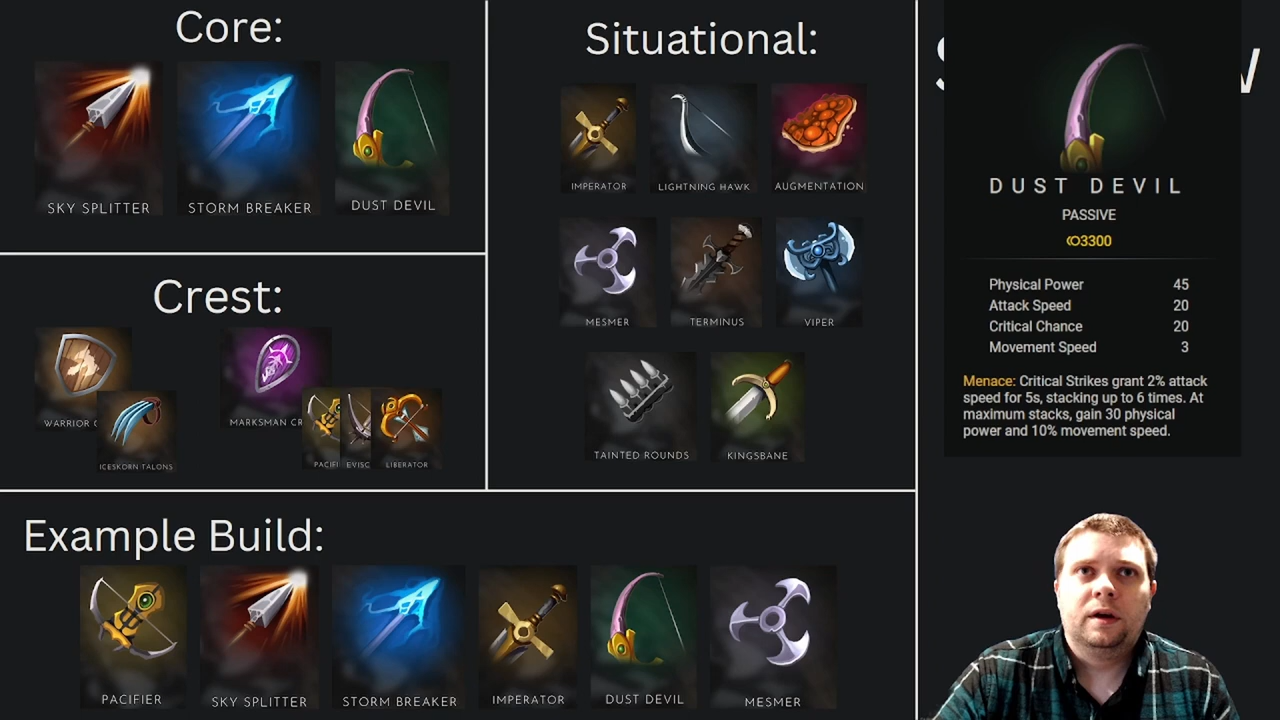 Core:
SKY SPLITTER
STORM BREAKER
DUST DEVIL
Crest:
WARRIOR C
ICESKORN TALONS
MARKSMAN CR
PACIFI
EVISC
LIBERATOR
Situational:
IMPERATOR
LIGHTNING HAWK
AUGMENTATION
MESMER
TERMINUS
VIPER
TAINTED ROUNDS
KINGSBANE
Example Build:
PACIFIER
SKY SPLITTER
STORM BREAKER
IMPERATOR
DUST DEVIL
MESMER
DUST DEVIL
PASSIVE
3300
Physical Power 45
Attack Speed 20
Critical Chance 20
Movement Speed 3
Menace: Critical Strikes grant 2% attack
speed for 5s, stacking up to 6 times. At
maximum stacks, gain 30 physical
power and 10% movement speed.